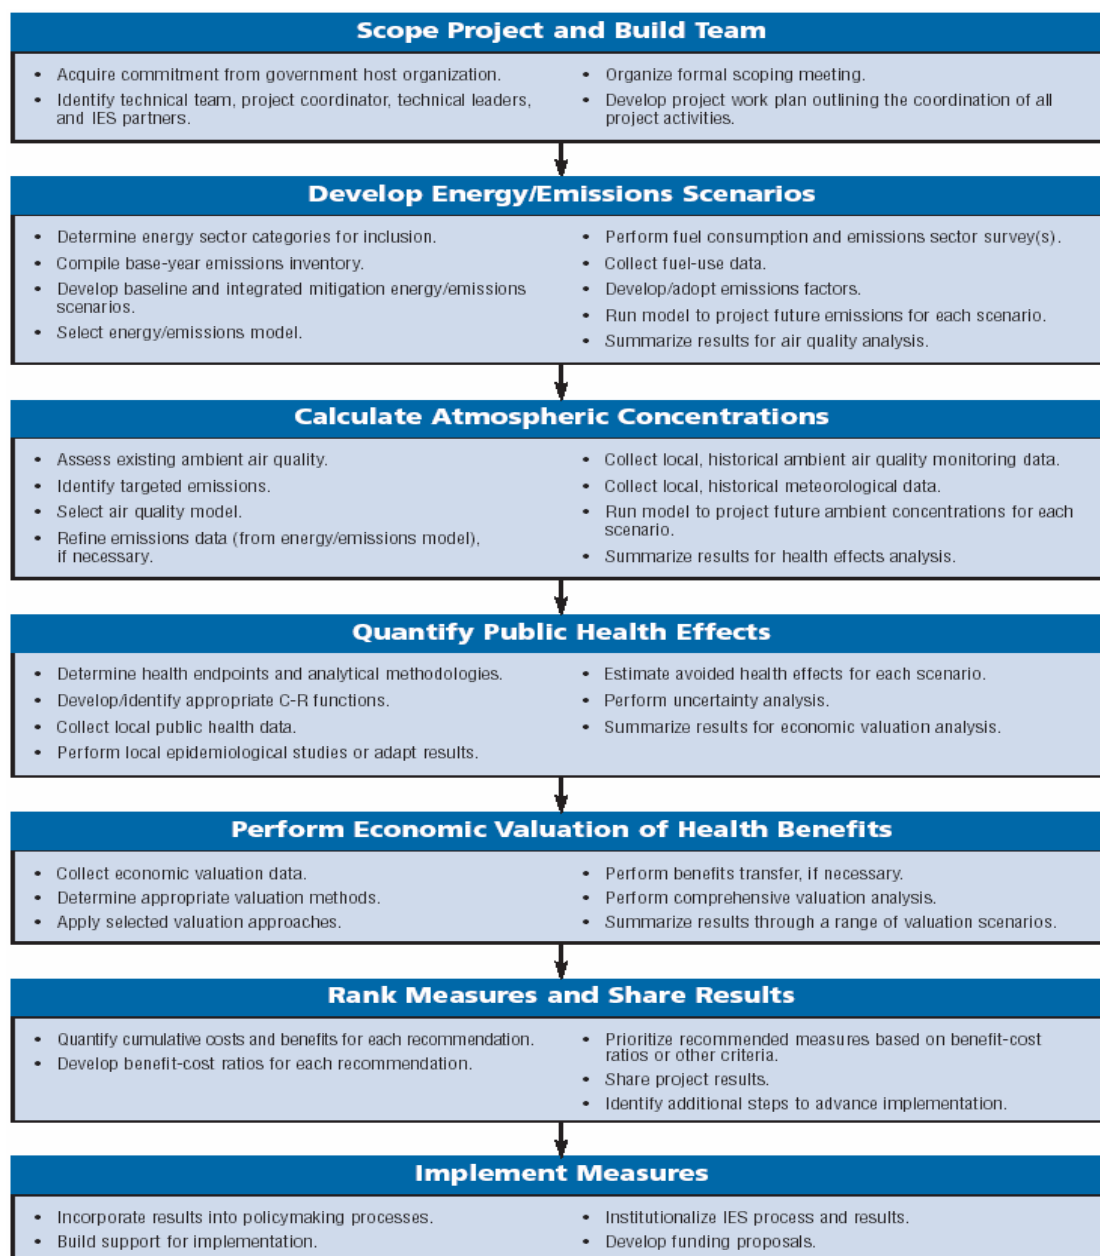 Scope Project and Build Team
• Acquire commitment from government host organization.
• Identify technical team, project coordinator, technical leaders,
and IES partners.
• Organize formal scoping meeting.
• Develop project work plan outlining the coordination of all
project activities.
Develop Energy/Emissions Scenarios
• Determine energy sector categories for inclusion.
• Compile base-year emissions inventory.
• Develop baseline and integrated mitigation energy/emissions
scenarios.
• Select energy/emissions model.
• Perform fuel consumption and emissions sector survey(s).
• Collect fuel-use data.
• Develop/adopt emissions factors.
• Run model to project future emissions for each scenario.
• Summarize results for air quality analysis.
Calculate Atmospheric Concentrations
• Assess existing ambient air quality.
• Identify targeted emissions.
• Select air quality model.
• Refine emissions data (from energy/emissions model),
if necessary.
• Collect local, historical ambient air quality monitoring data.
• Collect local, historical meteorological data.
• Run model to project future ambient concentrations for each
scenario.
• Summarize results for health effects analysis.
Quantify Public Health Effects
• Determine health endpoints and analytical methodologies.
• Develop/identify appropriate C-R functions.
• Collect local public health data.
• Perform local epidemiological studies or adapt results.
• Estimate avoided health effects for each scenario.
• Perform uncertainty analysis.
• Summarize results for economic valuation analysis.
Perform Economic Valuation of Health Benefits
• Collect economic valuation data.
• Determine appropriate valuation methods.
• Apply selected valuation approaches.
• Perform benefits transfer, if necessary.
• Perform comprehensive valuation analysis.
• Summarize results through a range of valuation scenarios.
Rank Measures and Share Results
• Quantify cumulative costs and benefits for each recommendation.
• Develop benefit-cost ratios for each recommendation.
• Prioritize recommended measures based on benefit-cost
ratios or other criteria.
• Share project results.
• Identify additional steps to advance implementation.
Implement Measures
• Incorporate results into policymaking processes.
• Build support for implementation.
• Institutionalize IES process and results.
• Develop funding proposals.